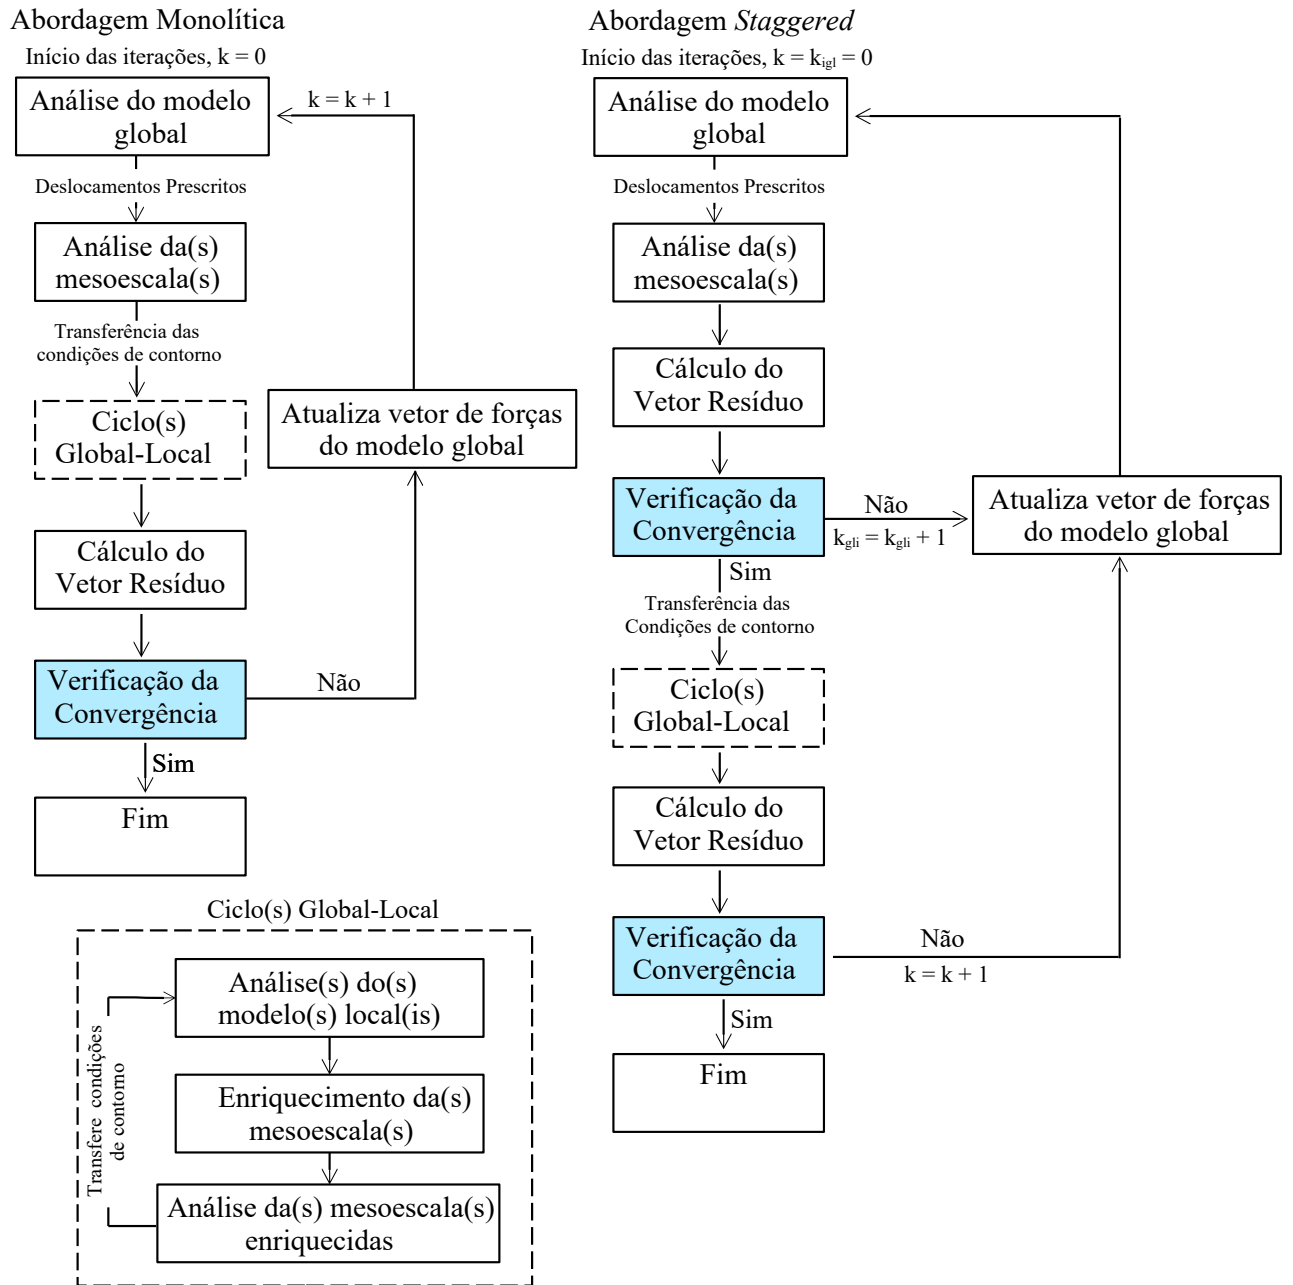 Abordagem Monolítica
Início das iterações, k = 0
Análise do modelo
global
k = k + 1
Deslocamentos Prescritos
Análise da(s)
mesoescala(s)
Transferência das
condições de contorno
Ciclo(s)
Global-Local
Atualiza vetor de forças
do modelo global
Cálculo do
Vetor Resíduo
Verificação da
Convergência
Não
Sim
Fim
Abordagem Staggered
Início das iterações, k = k_igl = 0
Análise do modelo
global
Deslocamentos Prescritos
Análise da(s)
mesoescala(s)
Cálculo do
Vetor Resíduo
Verificação da
Convergência
Não
k_gli = k_gli + 1
Atualiza vetor de forças
do modelo global
Sim
Transferência das
Condições de contorno
Ciclo(s)
Global-Local
Cálculo do
Vetor Resíduo
Verificação da
Convergência
Não
k = k + 1
Sim
Fim
Ciclo(s) Global-Local
Análise(s) do(s)
modelo(s) local(is)
Enriquecimento da(s)
mesoescala(s)
Análise da(s) mesoescala(s)
enriquecidas
Transfere condições
de contorno